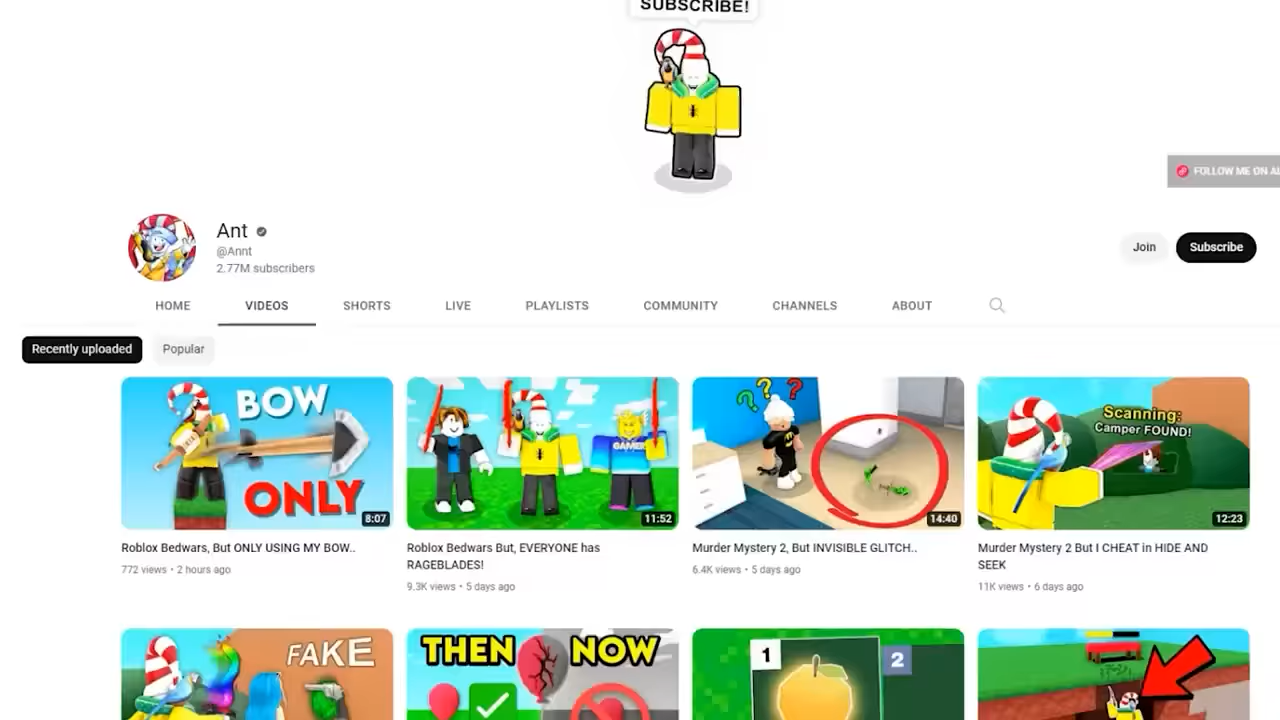 SUBSCRIBE!
FOLLOW ME ON
Ant
@Annt
2.77M subscribers
Join
Subscribe
HOME
VIDEOS
SHORTS
LIVE
PLAYLISTS
COMMUNITY
CHANNELS
ABOUT
Recently uploaded
Popular
BOW
ONLY
8:07
GAMER
11:52
???
14:40
Scanning:
Camper FOUND!
12:23
Roblox Bedwars, But ONLY USING MY BOW..
772 views • 2 hours ago
Roblox Bedwars But, EVERYONE has
RAGEBLADES!
9.3K views • 5 days ago
Murder Mystery 2, But INVISIBLE GLITCH..
6.4K views • 5 days ago
Murder Mystery 2 But I CHEAT in HIDE AND
SEEK
11K views • 6 days ago
FAKE
THEN NOW
1
2